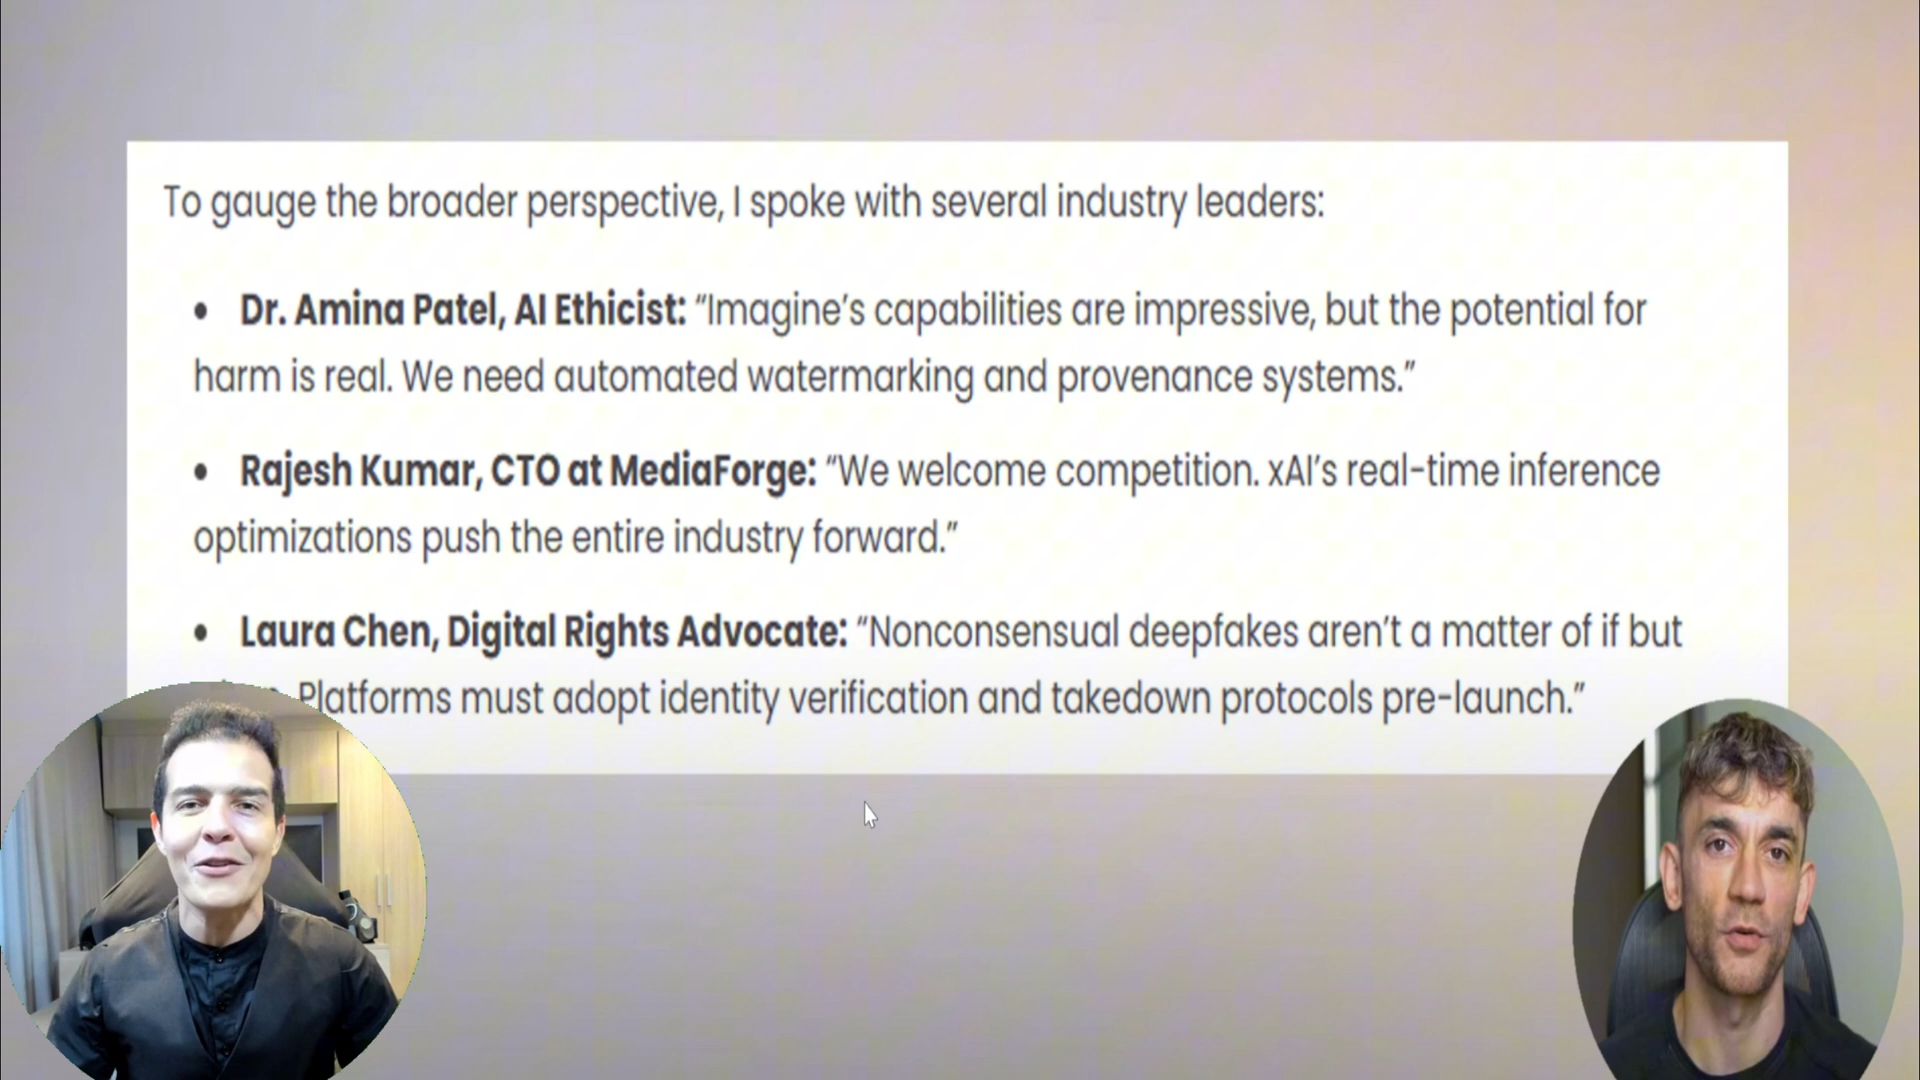 To gauge the broader perspective, I spoke with several industry leaders:
• Dr. Amina Patel, AI Ethicist: “Imagine’s capabilities are impressive, but the potential for
harm is real. We need automated watermarking and provenance systems.”
• Rajesh Kumar, CTO at MediaForge: “We welcome competition. xAI’s real-time inference
optimizations push the entire industry forward.”
• Laura Chen, Digital Rights Advocate: “Nonconsensual deepfakes aren’t a matter of if but
Platforms must adopt identity verification and takedown protocols pre-launch.”